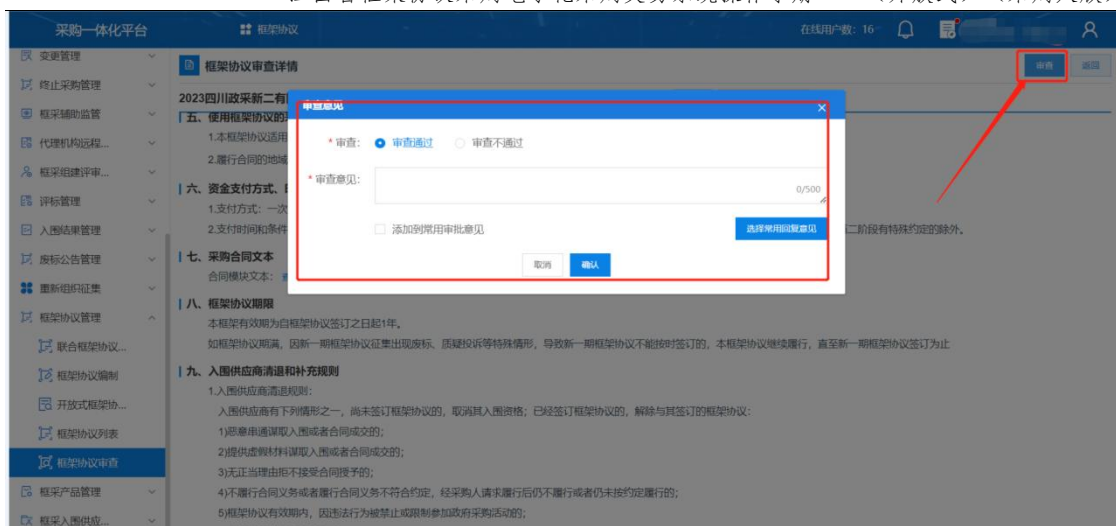 采购一体化平台
框架协议
在线用户数：16
变更管理
终止采购管理
框采辅助监管
代理机构远程...
框采组建评审...
评标管理
入围结果管理
废标公告管理
重新组织征集
框架协议管理
联合框架协议...
框架协议编制
开放式框架协...
框架协议列表
框架协议审查
框采产品管理
框采入围供应...
框架协议审查详情
审查
返回
2023四川政采新二有
五、使用框架协议的
1.本框架协议适用
2.履行合同的地域
六、资金支付方式、
1.支付方式：一次
2.支付时间和条件
二阶段有特殊约定的除外。
七、采购合同文本
合同模块文本：
审查意见
×
* 审查：
审查通过
审查不通过
* 审查意见：
0/500
添加到常用审批意见
选择常用回复意见
取消
确认
八、框架协议期限
本框架有效期为自框架协议签订之日起1年。
如框架协议期满，因新一期框架协议征集出现废标、质疑投诉等特殊情形，导致新一期框架协议不能按时签订的，本框架协议继续履行，直至新一期框架协议签订为止
九、入围供应商清退和补充规则
1.入围供应商清退规则：
入围供应商有下列情形之一，尚未签订框架协议的，取消其入围资格；已经签订框架协议的，解除与其签订的框架协议：
1)恶意串通谋取入围或者合同成交的；
2)提供虚假材料谋取入围或者合同成交的；
3)无正当理由拒不接受合同授予的；
4)不履行合同义务或者履行合同义务不符合约定，经采购人请求履行后仍不履行或者仍未按约定履行的；
5)框架协议有效期内，因违法行为被禁止或限制参加政府采购活动的；